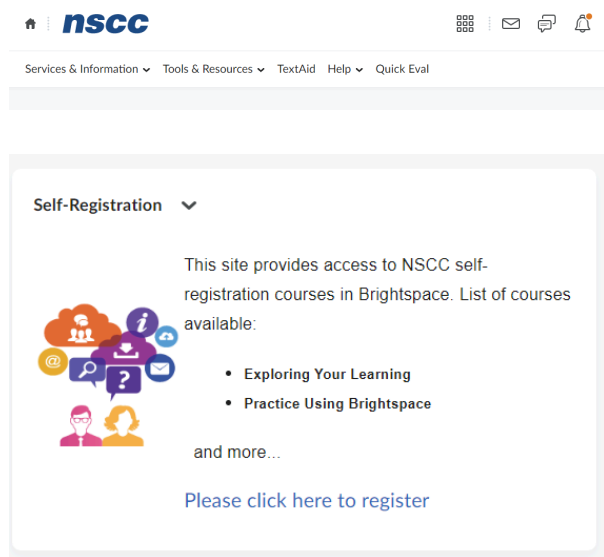 nscc
Services & Information Tools & Resources TextAid Help Quick Eval
Self-Registration
This site provides access to NSCC self-
registration courses in Brightspace. List of courses
available:
• Exploring Your Learning
• Practice Using Brightspace
and more...
Please click here to register
@
i
?